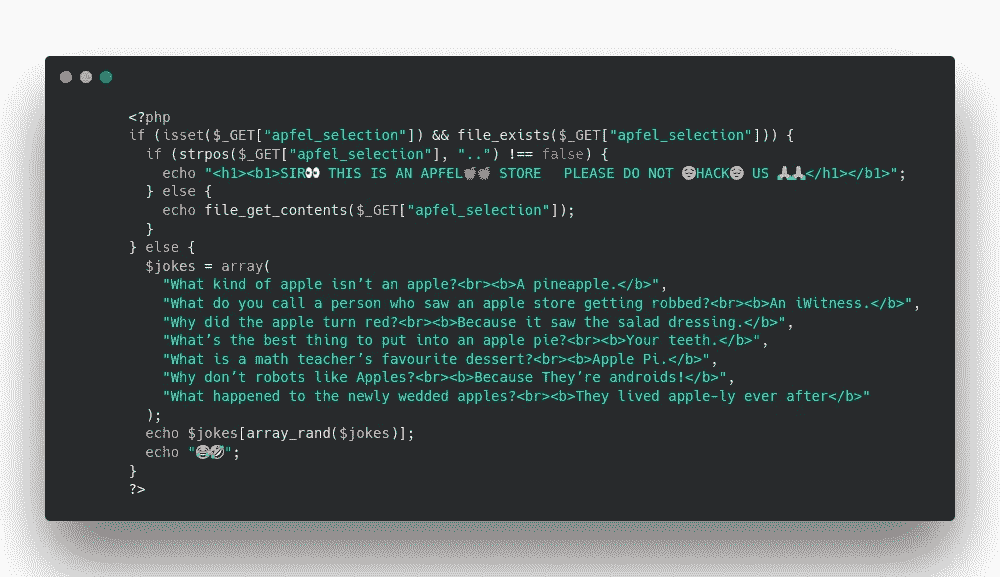 <?php
if (isset($_GET["apfel_selection"]) && file_exists($_GET["apfel_selection"])) {
  if (strpos($_GET["apfel_selection"], "..") !== false) {
    echo "<h1><b1>SIR👀 THIS IS AN APFEL🍎🍎 STORE   PLEASE DO NOT HACK US 🙏🙏</h1></b1>";
  } else {
    echo file_get_contents($_GET["apfel_selection"]);
  }
} else {
  $jokes = array(
    "What kind of apple isn’t an apple?<br><b>A pineapple.</b>",
    "What do you call a person who saw an apple store getting robbed?<br><b>An iWitness.</b>",
    "Why did the apple turn red?<br><b>Because it saw the salad dressing.</b>",
    "What’s the best thing to put into an apple pie?<br><b>Your teeth.</b>",
    "What is a math teacher’s favourite dessert?<br><b>Apple Pi.</b>",
    "Why don’t robots like Apples?<br><b>Because They’re androids!</b>",
    "What happened to the newly wedded apples?<br><b>They lived apple-ly ever after</b>"
  );
  echo $jokes[array_rand($jokes)];
  echo "😂🤣";
}
?>